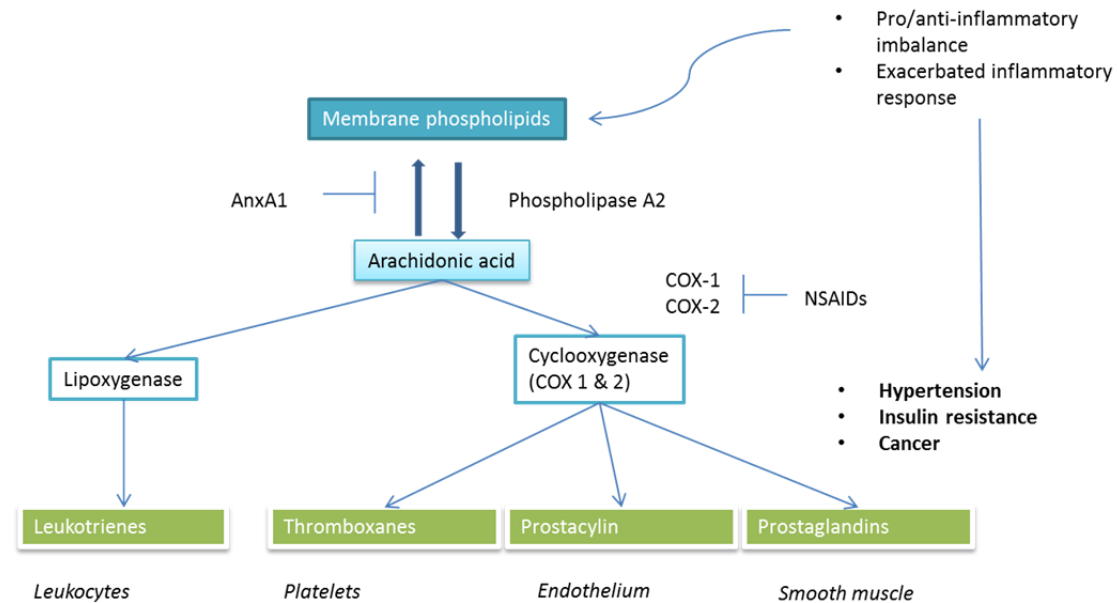 • Pro/anti-inflammatory
imbalance
• Exacerbated inflammatory
response
Membrane phospholipids
AnxA1
Phospholipase A2
Arachidonic acid
COX-1
COX-2
NSAIDs
Lipoxygenase
Cyclooxygenase
(COX 1 & 2)
• Hypertension
• Insulin resistance
• Cancer
Leukotrienes
Thromboxanes
Prostacylin
Prostaglandins
Leukocytes
Platelets
Endothelium
Smooth muscle